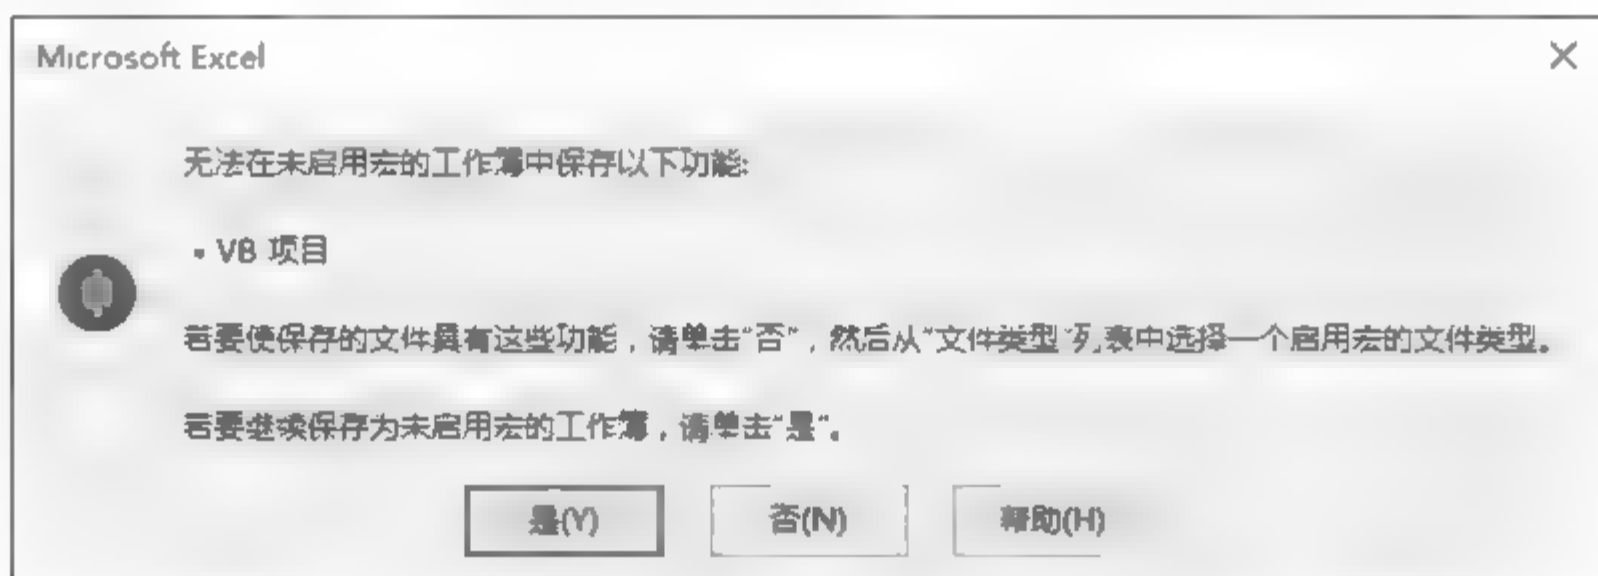 Microsoft Excel
无法在未启用宏的工作簿中保存以下功能:
• VB 项目
若要使保存的文件具有这些功能，请单击“否”，然后从“文件类型”列表中选择一个启用宏的文件类型。
若要继续保存为未启用宏的工作簿，请单击“是”。
是(Y) 否(N) 帮助(H)